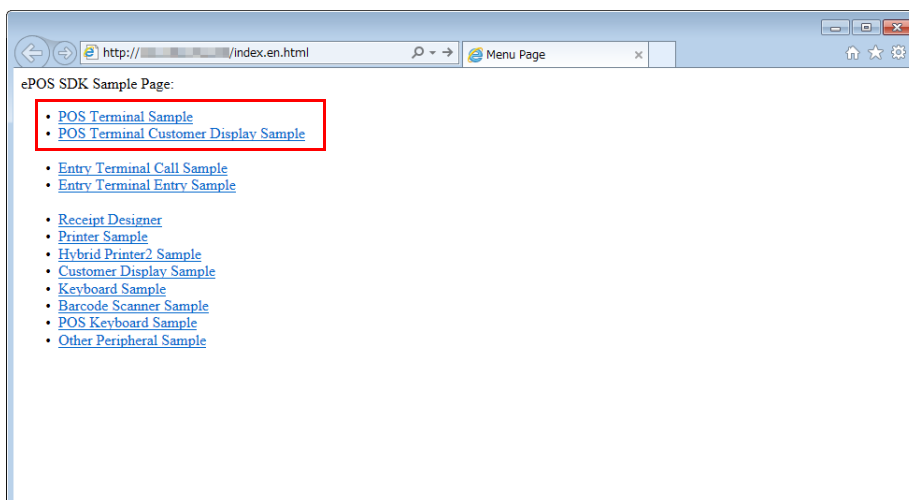 http:// /index.en.html
Menu Page
ePOS SDK Sample Page:
• POS Terminal Sample
• POS Terminal Customer Display Sample
• Entry Terminal Call Sample
• Entry Terminal Entry Sample
• Receipt Designer
• Printer Sample
• Hybrid Printer2 Sample
• Customer Display Sample
• Keyboard Sample
• Barcode Scanner Sample
• POS Keyboard Sample
• Other Peripheral Sample